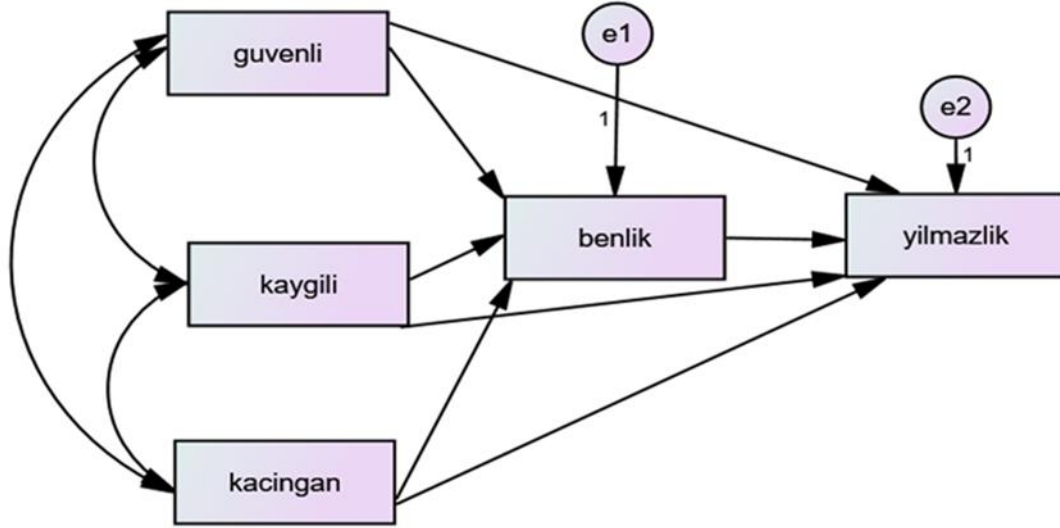 guvenli
e1
1
e2
1
benlik
yilmazlik
kaygili
kacingan